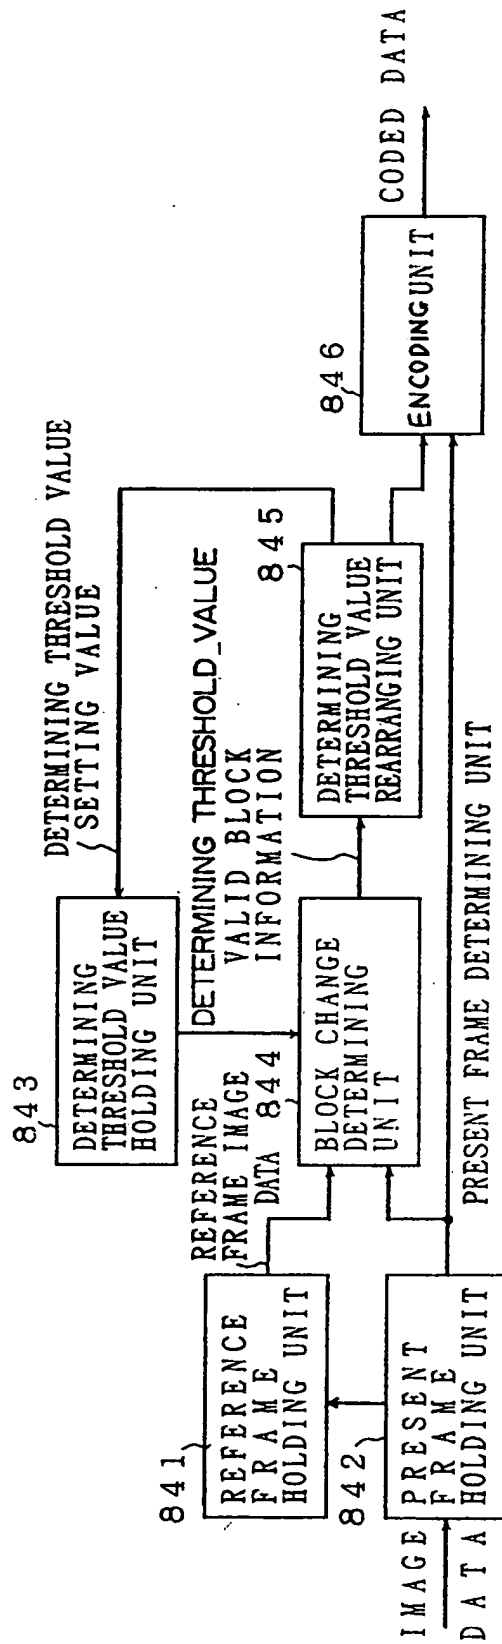 843
DETERMINING
THRESHOLD VALUE
HOLDING UNIT
DETERMINING THRESHOLD VALUE
SETTING VALUE
DETERMINING THRESHOLD_VALUE
VALID BLOCK
INFORMATION
841
REFERENCE
FRAME
HOLDING UNIT
REFERENCE
FRAME IMAGE
DATA
844
BLOCK CHANGE
DETERMINING
UNIT
845
DETERMINING
THRESHOLD VALUE
REARRANGING UNIT
846
ENCODING UNIT
CODED DATA
842
IMAGE
DATA
PRESENT
FRAME
HOLDING UNIT
PRESENT FRAME DETERMINING UNIT